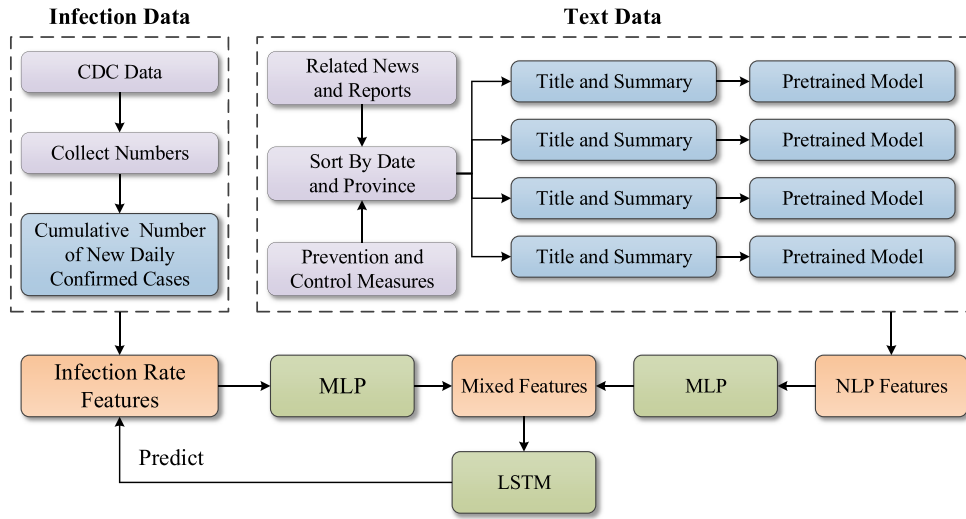 Infection Data
Text Data
CDC Data
Collect Numbers
Cumulative Number
of New Daily
Confirmed Cases
Related News
and Reports
Sort By Date
and Province
Prevention and
Control Measures
Title and Summary
Pretrained Model
Title and Summary
Pretrained Model
Title and Summary
Pretrained Model
Title and Summary
Pretrained Model
Infection Rate
Features
MLP
Mixed Features
MLP
NLP Features
Predict
LSTM